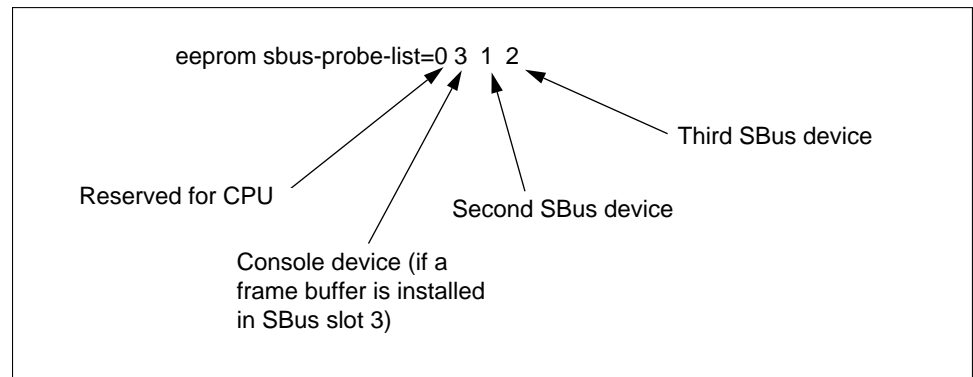 eeprom sbus-probe-list=0 3 1 2
Third SBus device
Reserved for CPU
Second SBus device
Console device (if a
frame buffer is installed
in SBus slot 3)